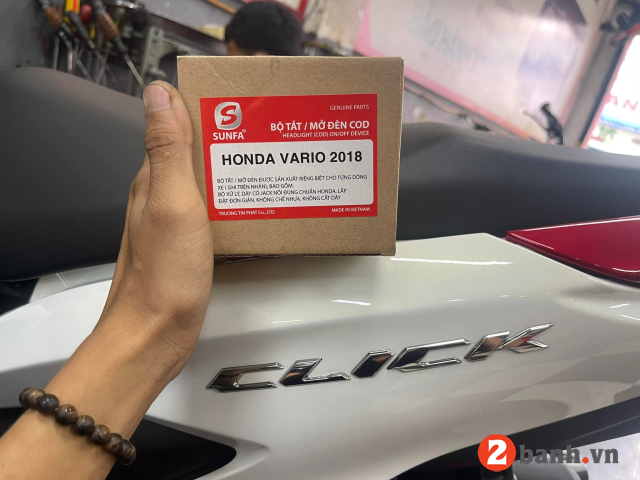 GENUINE PARTS
S
SUNFA®
BỘ TẮT / MỞ ĐÈN COD
HEADLIGHT (COD) ON/OFF DEVICE
HONDA VARIO 2018
BỘ TẮT / MỞ ĐÈN ĐƯỢC SẢN XUẤT RIÊNG BIỆT CHO TỪNG DÒNG
XE ( GHI TRÊN NHÃN), BAO GỒM:
BỘ XỬ LÝ DÂY CÓ JACK NỐI ĐÚNG CHUẨN HONDA, LẮP
ĐẶT ĐƠN GIẢN, KHÔNG CHẾ NHỰA, KHÔNG CẮT DÂY
TRUONG TIN PHAT Co., LTD
MADE IN VIETNAM
CLICK
2banh.vn